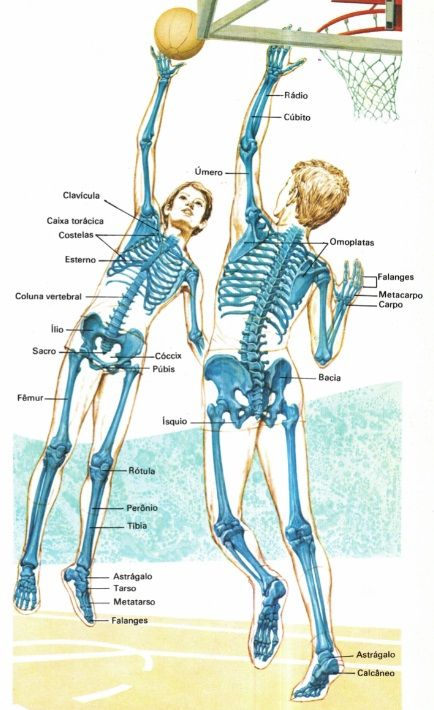 Rádio
Cúbito
Úmero
Clavícula
Caixa torácica
Costelas
Esterno
Omoplatas
Falanges
Metacarpo
Carpo
Coluna vertebral
Ílio
Sacro
Cóccix
Púbis
Bacia
Fêmur
Ísquio
Rótula
Perônio
Tíbia
Astrágalo
Tarso
Metatarso
Falanges
Astrágalo
Calcâneo